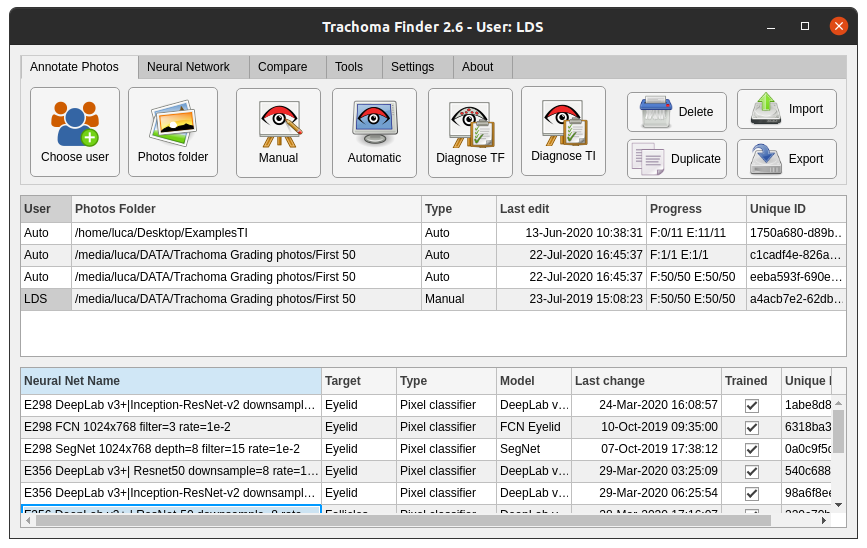 Trachoma Finder 2.6 - User: LDS
Annotate Photos Neural Network Compare Tools Settings About
Choose user Photos folder Manual Automatic Diagnose TF Diagnose TI Delete Import
Duplicate Export
User Photos Folder Type Last edit Progress Unique ID
Auto /home/luca/Desktop/ExamplesTI Auto 13-Jun-2020 10:38:31 F:0/11 E:11/11 1750a680-d89b...
Auto /media/luca/DATA/Trachoma Grading photos/First 50 Auto 22-Jul-2020 16:45:37 F:1/1 E:1/1 c1cadf4e-826a...
Auto /media/luca/DATA/Trachoma Grading photos/First 50 Auto 22-Jul-2020 16:45:37 F:50/50 E:50/50 eeba593f-690e...
LDS /media/luca/DATA/Trachoma Grading photos/First 50 Manual 23-Jul-2019 15:08:23 F:50/50 E:50/50 a4acb7e2-62db...
Neural Net Name Target Type Model Last change Trained Unique
E298 DeepLab v3+|Inception-ResNet-v2 downsampl... Eyelid Pixel classifier DeepLab v... 24-Mar-2020 16:08:57 1abe8d8
E298 FCN 1024x768 filter=3 rate=1e-2 Eyelid Pixel classifier FCN Eyelid 10-Oct-2019 09:35:00 6318ba3
E298 SegNet 1024x768 depth=8 filter=15 rate=1e-2 Eyelid Pixel classifier SegNet 07-Oct-2019 17:38:12 0a0c9f5
E356 DeepLab v3+| Resnet50 downsample=8 rate=1... Eyelid Pixel classifier DeepLab v... 29-Mar-2020 03:25:09 540c688
E356 DeepLab v3+|Inception-ResNet-v2 downsampl... Eyelid Pixel classifier DeepLab v... 29-Mar-2020 06:25:54 98a6f8e